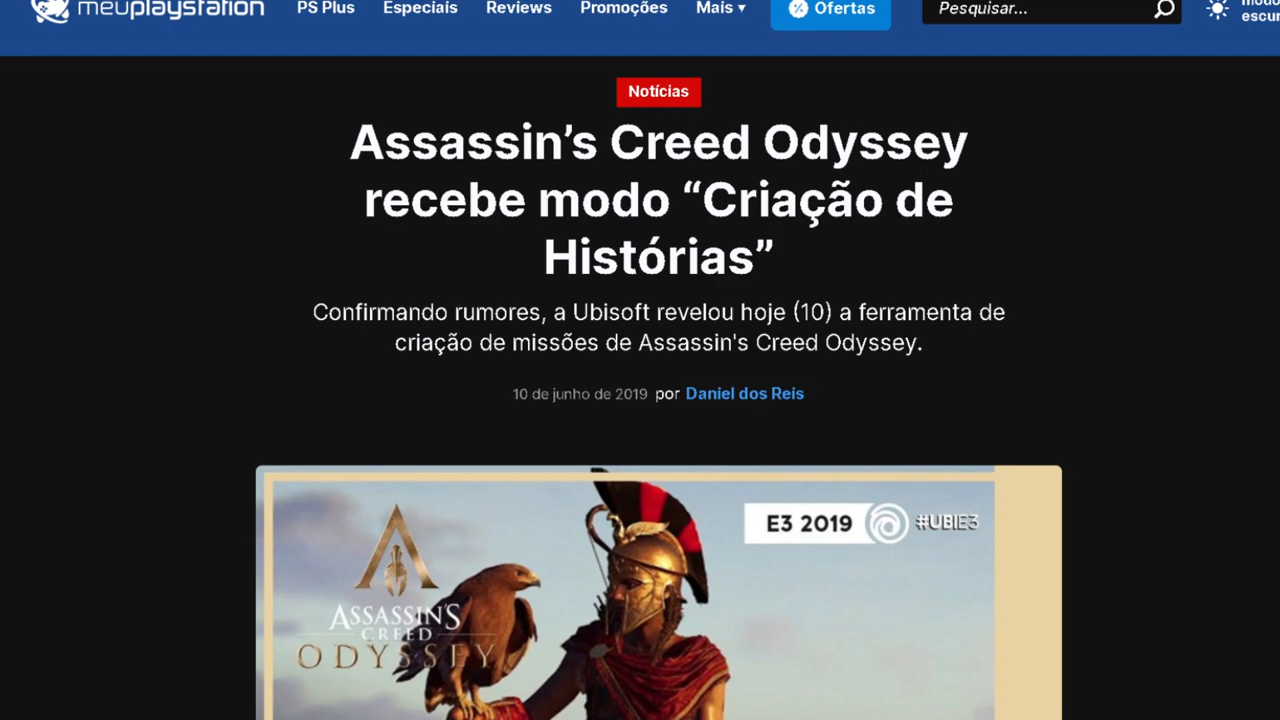 meuplaystation PS Plus Especiais Reviews Promoções Mais ▾ Ofertas Pesquisar... modo
escur
Notícias
Assassin’s Creed Odyssey
recebe modo “Criação de
Histórias”
Confirmando rumores, a Ubisoft revelou hoje (10) a ferramenta de
criação de missões de Assassin's Creed Odyssey.
10 de junho de 2019 por Daniel dos Reis
E3 2019 #UBIE3
ASSASSIN'S
CREED
ODYSSEY